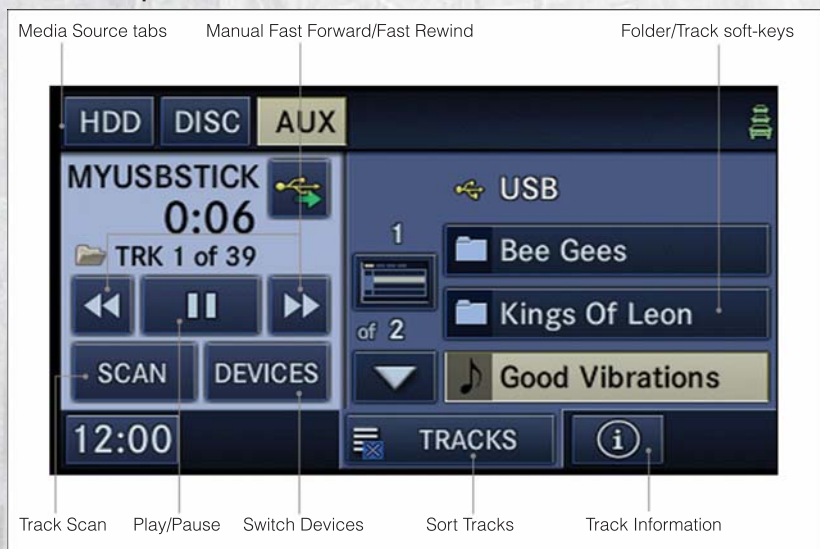 Media Source tabs
Manual Fast Forward/Fast Rewind
Folder/Track soft-keys
HDD
DISC
AUX
MYUSBSTICK
0:06
TRK 1 of 39
USB
1
of 2
Bee Gees
Kings Of Leon
Good Vibrations
SCAN
DEVICES
12:00
TRACKS
i
Track Scan
Play/Pause
Switch Devices
Sort Tracks
Track Information